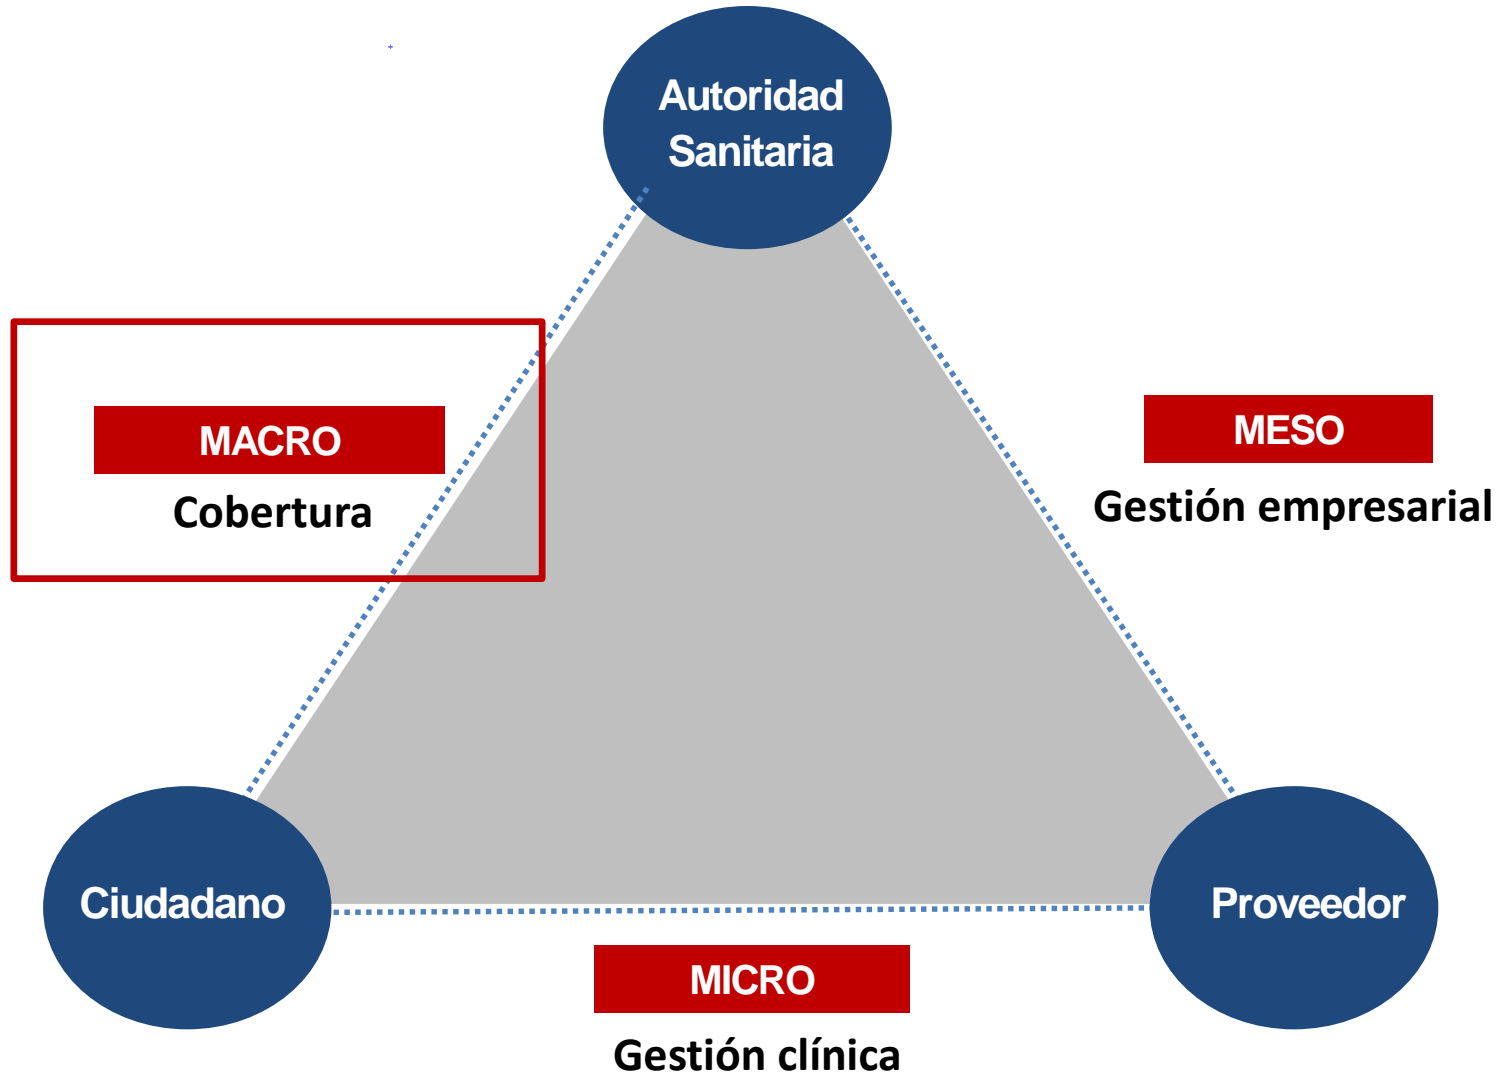 Autoridad
Sanitaria
MACRO
Cobertura
MESO
Gestión empresarial
Ciudadano
Proveedor
MICRO
Gestión clínica